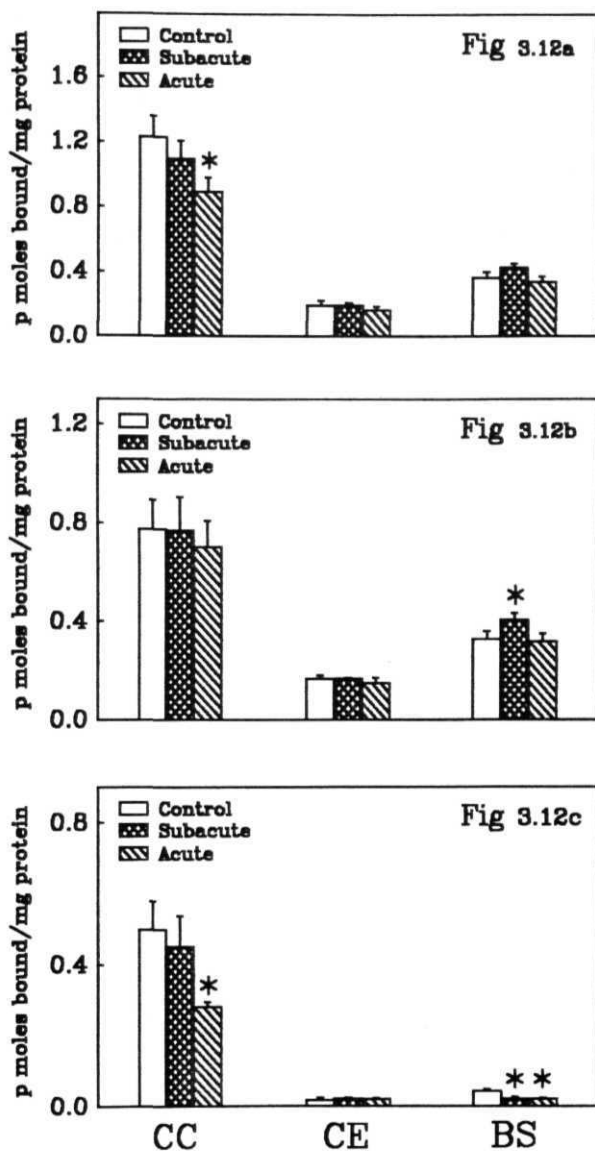 Control
Subacute
Acute
Fig 3.12a
p moles bound/mg protein
1.6
1.2
0.8
0.4
0.0
*
Control
Subacute
Acute
Fig 3.12b
p moles bound/mg protein
1.2
0.8
0.4
0.0
*
Control
Subacute
Acute
Fig 3.12c
p moles bound/mg protein
0.8
0.4
0.0
*
* *
CC CE BS